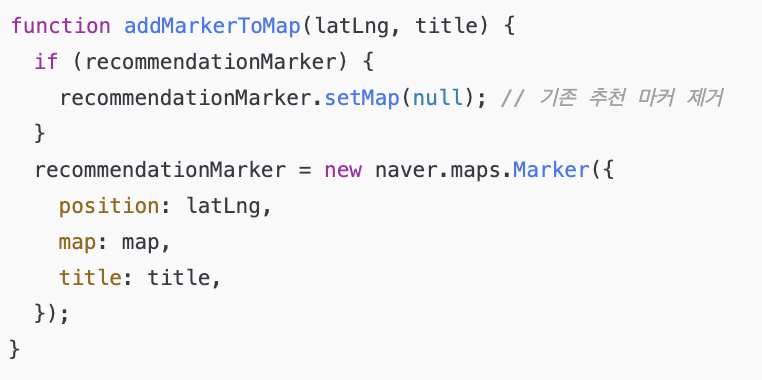 function addMarkerToMap(latLng, title) {
  if (recommendationMarker) {
    recommendationMarker.setMap(null); // 기존 추천 마커 제거
  }
  recommendationMarker = new naver.maps.Marker({
    position: latLng,
    map: map,
    title: title,
  });
}